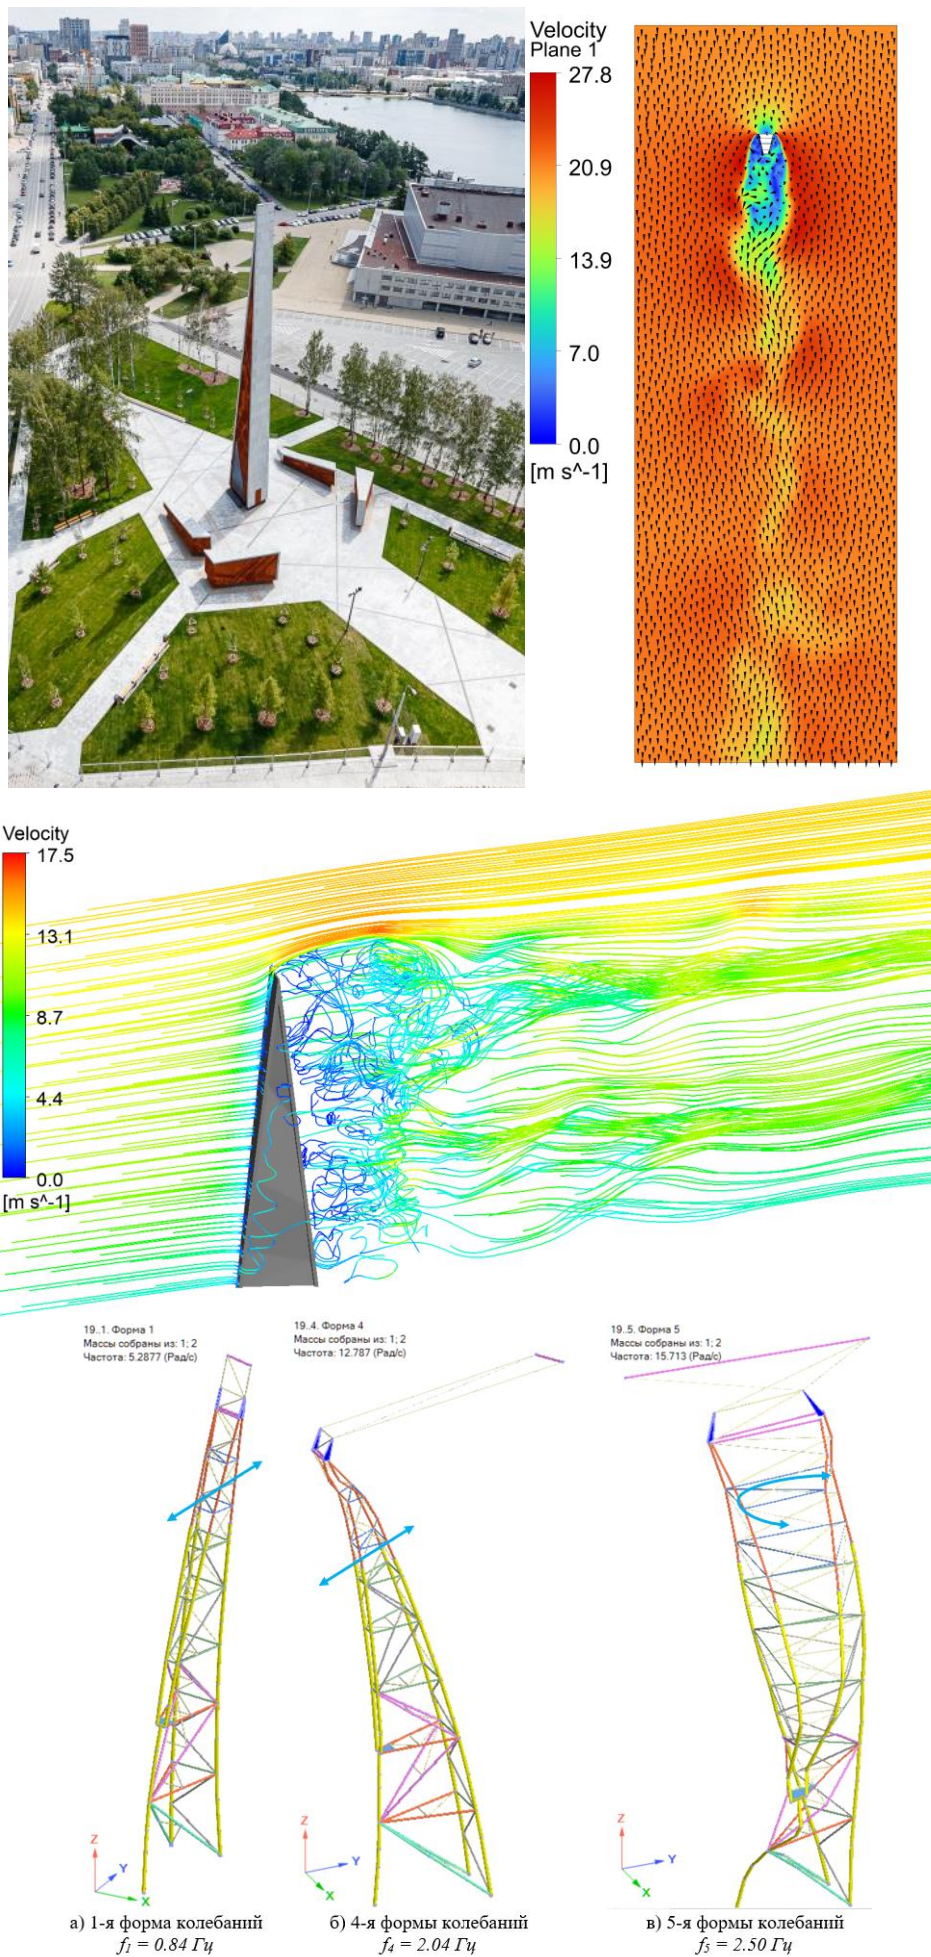 Velocity
Plane 1
27.8
20.9
13.9
7.0
0.0
[m s^-1]
Velocity
17.5
13.1
8.7
4.4
0.0
[m s^-1]
19..1. Форма 1
Массы собраны из: 1; 2
Частота: 5.2877 (Рад/с)
19..4. Форма 4
Массы собраны из: 1; 2
Частота: 12.787 (Рад/с)
19..5. Форма 5
Массы собраны из: 1; 2
Частота: 15.713 (Рад/с)
Z
Y
X
Z
Y
X
Z
Y
X
а) 1-я форма колебаний
f1 = 0.84 Гц
б) 4-я формы колебаний
f4 = 2.04 Гц
в) 5-я формы колебаний
f5 = 2.50 Гц